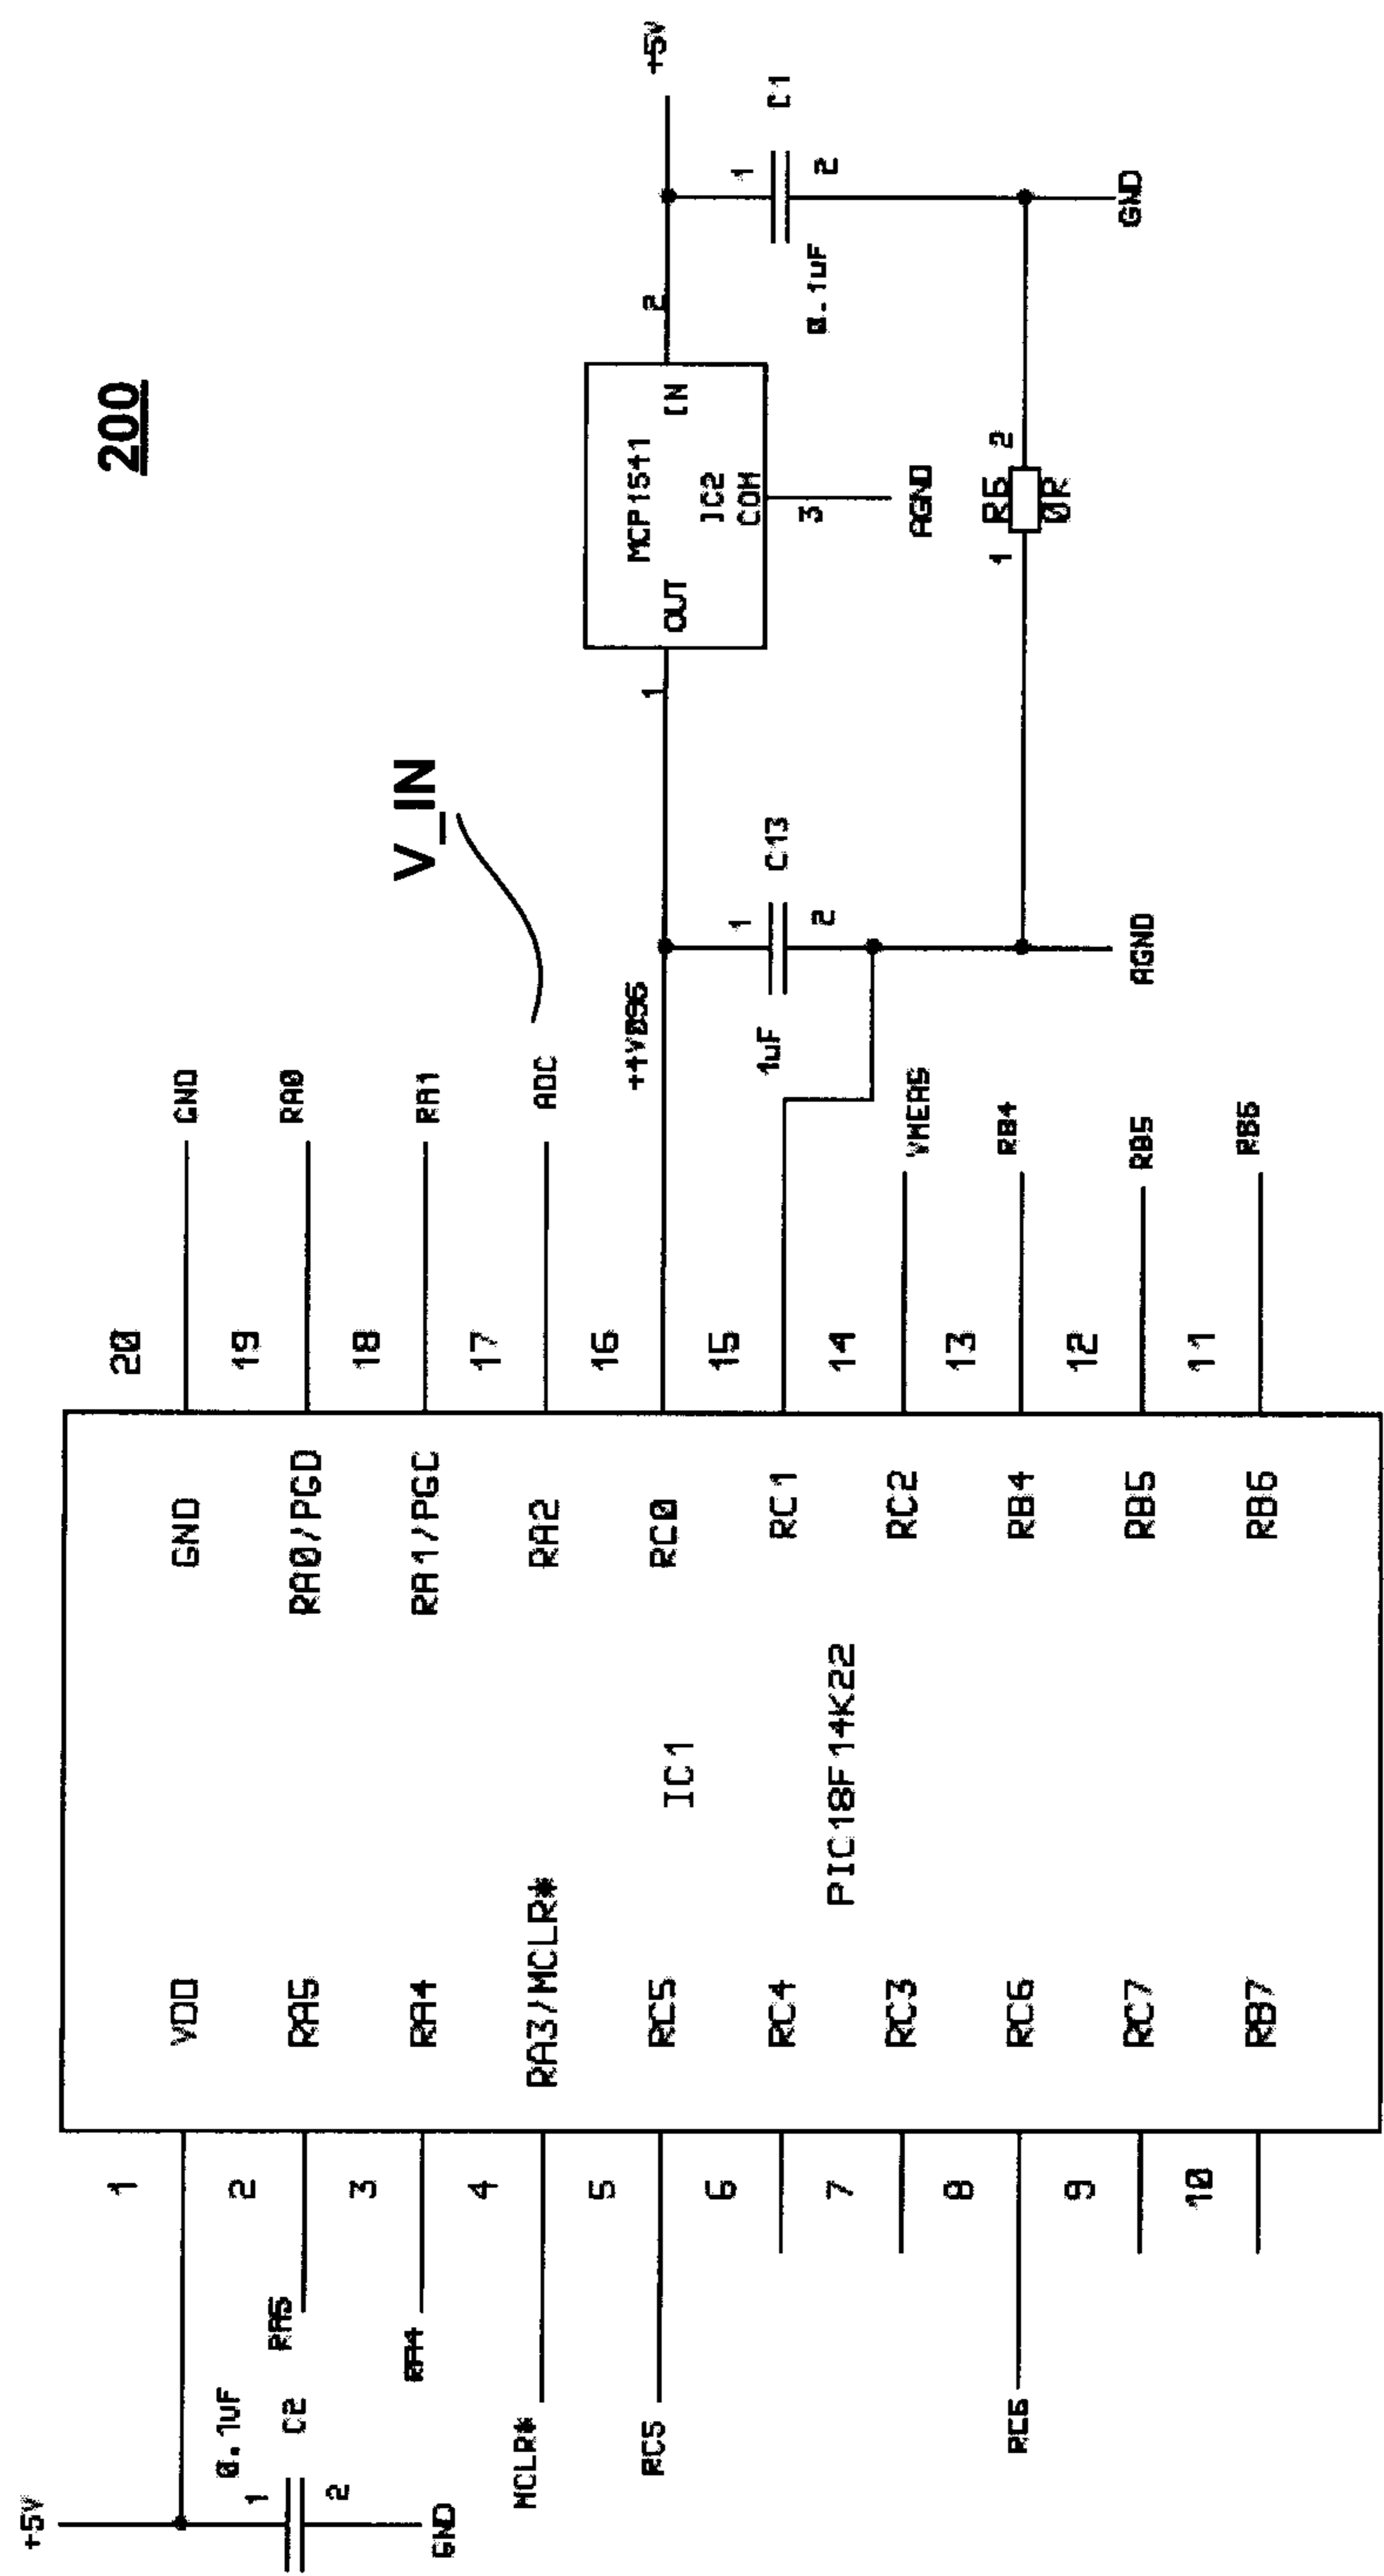 200
+5V
0.1uF
1
C2
2
GND
1
VDD
2
RA5
RA5
3
RA4
RA4
4
MCLR*
RA3/MCLR*
5
RC5
RC5
6
RC4
7
RC3
8
RC6
RC6
9
RC7
10
RB7
IC1
PIC18F14K22
GND
20
GND
RA0/PGD
19
RA0
RA1/PGC
18
RA1
RA2
17
ADC
V_IN
RC0
16
+4V096
RC1
15
RC2
14
VMEAS
RB4
13
RB4
RB5
12
RB5
RB6
11
RB6
1
C13
1uF
2
AGND
1
OUT
MCP1541
IC2
COM
IN
2
3
AGND
+5V
1
C1
0.1uF
2
GND
1
R6
0R
2